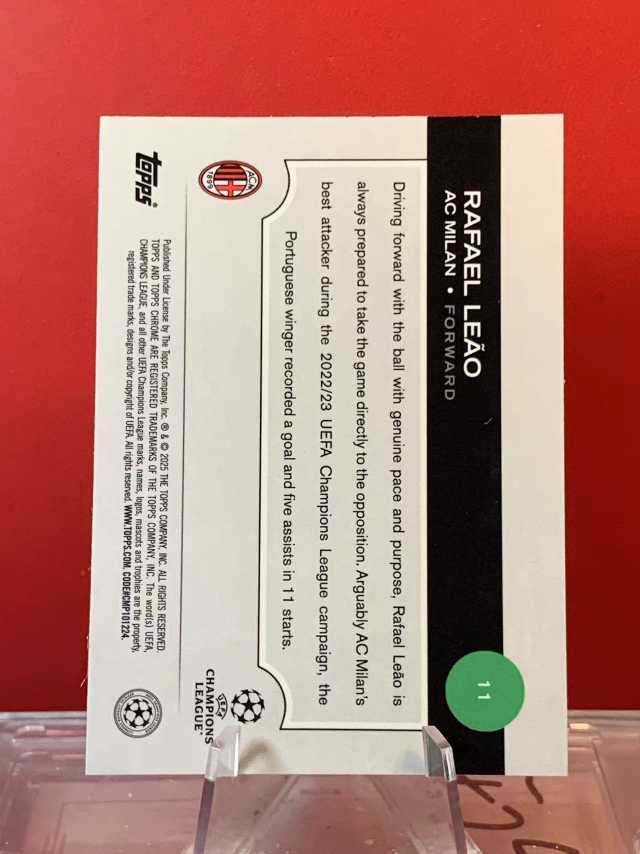 11
RAFAEL LEÃO
AC MILAN • FORWARD
Driving forward with the ball with genuine pace and purpose, Rafael Leão is
always prepared to take the game directly to the opposition. Arguably AC Milan's
best attacker during the 2022/23 UEFA Champions League campaign, the
Portuguese winger recorded a goal and five assists in 11 starts.
ACM
1899
UEFA
CHAMPIONS
LEAGUE®
topps®
Published Under License by The Topps Company, Inc. ® & © 2025 THE TOPPS COMPANY, INC. ALL RIGHTS RESERVED.
TOPPS AND TOPPS CHROME ARE REGISTERED TRADEMARKS OF THE TOPPS COMPANY, INC. The word(s) UEFA,
CHAMPIONS LEAGUE, and all other UEFA Champions League marks, names, logos, mascots and trophies are the property,
registered trade marks, designs and/or copyright of UEFA. All rights reserved. WWW.TOPPS.COM. CODE#CMP101224.